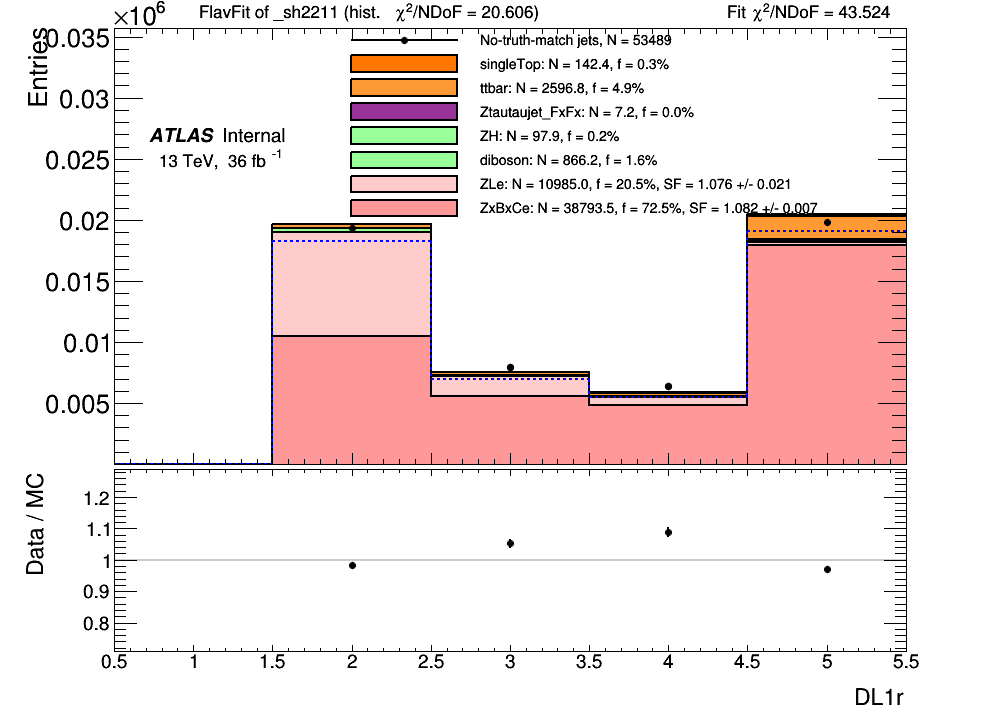 ×10⁶ FlavFit of _sh2211 (hist. χ²/NDoF = 20.606) Fit χ²/NDoF = 43.524
Entries
0.035
0.03
0.025
0.02
0.015
0.01
0.005
No-truth-match jets, N = 53489
singleTop: N = 142.4, f = 0.3%
ttbar: N = 2596.8, f = 4.9%
Ztautaujet_FxFx: N = 7.2, f = 0.0%
ZH: N = 97.9, f = 0.2%
diboson: N = 866.2, f = 1.6%
ZLe: N = 10985.0, f = 20.5%, SF = 1.076 +/- 0.021
ZxBxCe: N = 38793.5, f = 72.5%, SF = 1.082 +/- 0.007
ATLAS Internal
13 TeV, 36 fb⁻¹
Data / MC
1.2
1.1
1
0.9
0.8
0.5 1 1.5 2 2.5 3 3.5 4 4.5 5 5.5
DL1r